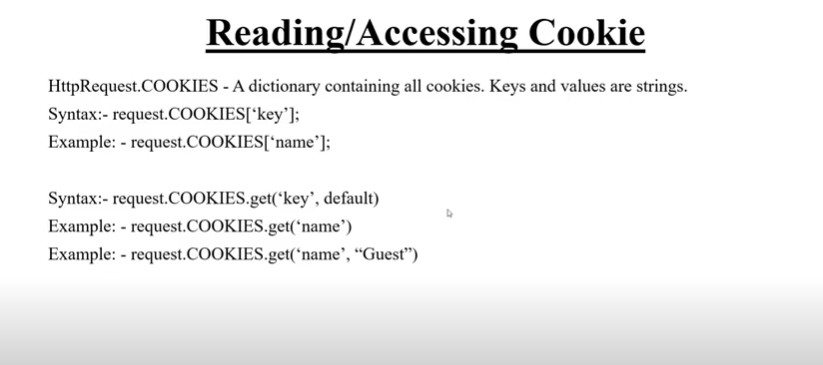 Reading/Accessing Cookie
HttpRequest.COOKIES - A dictionary containing all cookies. Keys and values are strings.
Syntax:- request.COOKIES[‘key’];
Example: - request.COOKIES[‘name’];
Syntax:- request.COOKIES.get(‘key’, default)
Example: - request.COOKIES.get(‘name’)
Example: - request.COOKIES.get(‘name’, “Guest”)